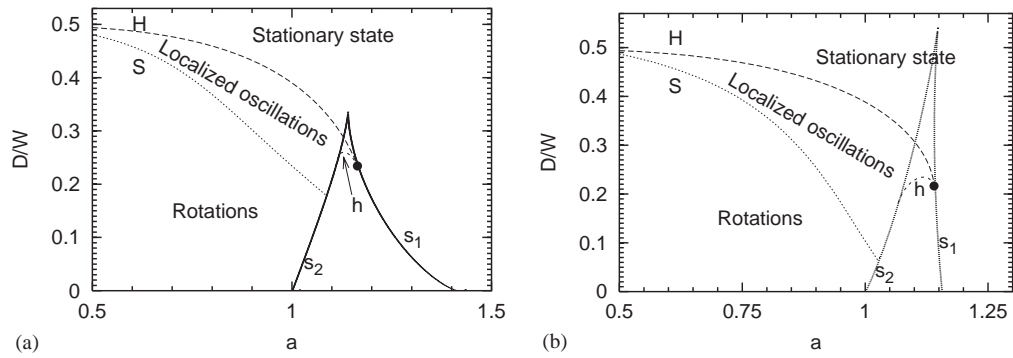 0.5
0.4
0.3
0.2
0.1
0
D/W
H
S
Stationary state
Localized oscillations
Rotations
h
s1
s2
0.5
1
1.5
a
(a)
0.5
0.4
0.3
0.2
0.1
0
D/W
H
S
Stationary state
Localized oscillations
Rotations
h
s1
s2
0.5
0.75
1
1.25
a
(b)